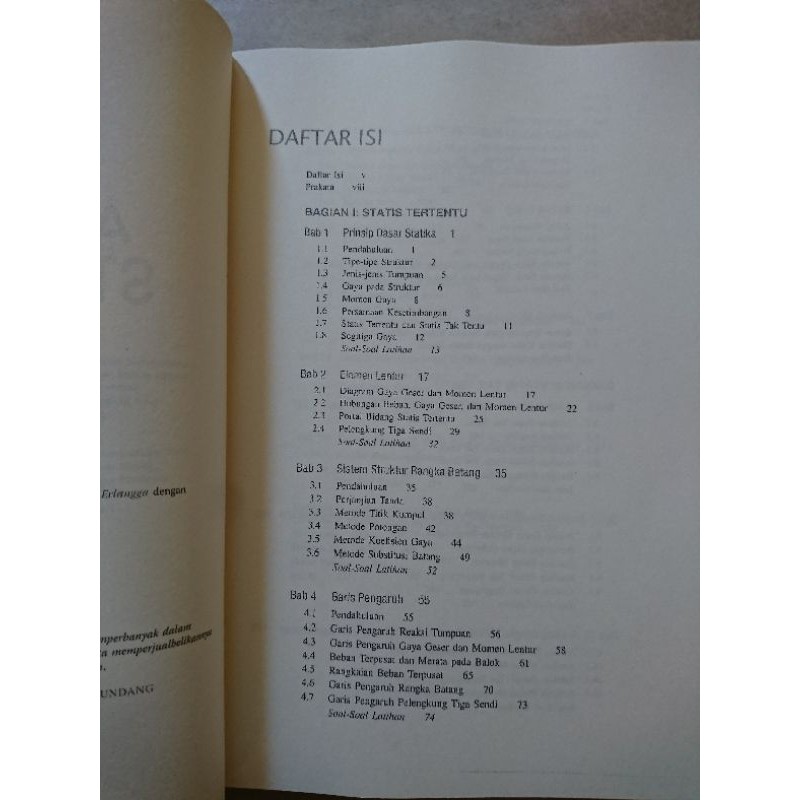 A
S
Erlangga dengan
mperbanyak dalam
a memperjualbelikannya
n.
UNDANG
DAFTAR ISI
Daftar Isi v
Prakata viii
BAGIAN I: STATIS TERTENTU
Bab 1 Prinsip Dasar Statika 1
1.1 Pendahuluan 1
1.2 Tipe-tipe Struktur 2
1.3 Jenis-jenis Tumpuan 5
1.4 Gaya pada Struktur 6
1.5 Momen Gaya 8
1.6 Persamaan Kesetimbangan 8
1.7 Statis Tertentu dan Statis Tak Tentu 11
1.8 Segitiga Gaya 12
Soal-Soal Latihan 13
Bab 2 Elemen Lentur 17
2.1 Diagram Gaya Geser dan Momen Lentur 17
2.2 Hubungan Beban, Gaya Geser, dan Momen Lentur 22
2.3 Portal Bidang Statis Tertentu 25
2.4 Pelengkung Tiga Sendi 29
Soal-Soal Latihan 32
Bab 3 Sistem Struktur Rangka Batang 35
3.1 Pendahuluan 35
3.2 Perjanjian Tanda 38
3.3 Metode Titik Kumpul 38
3.4 Metode Potongan 42
3.5 Metode Koefisien Gaya 44
3.6 Metode Substitusi Batang 49
Soal-Soal Latihan 52
Bab 4 Garis Pengaruh 55
4.1 Pendahuluan 55
4.2 Garis Pengaruh Reaksi Tumpuan 56
4.3 Garis Pengaruh Gaya Geser dan Momen Lentur 58
4.4 Beban Terpusat dan Merata pada Balok 61
4.5 Rangkaian Beban Terpusat 65
4.6 Garis Pengaruh Rangka Batang 70
4.7 Garis Pengaruh Pelengkung Tiga Sendi 73
Soal-Soal Latihan 74